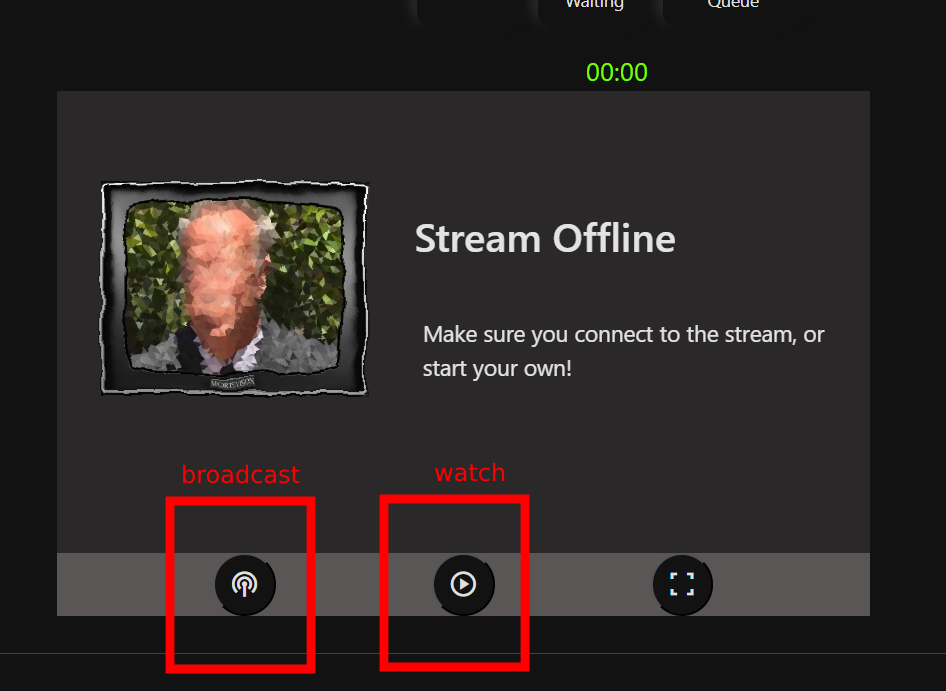 Waiting
Queue
00:00
Stream Offline
Make sure you connect to the stream, or
start your own!
broadcast
watch